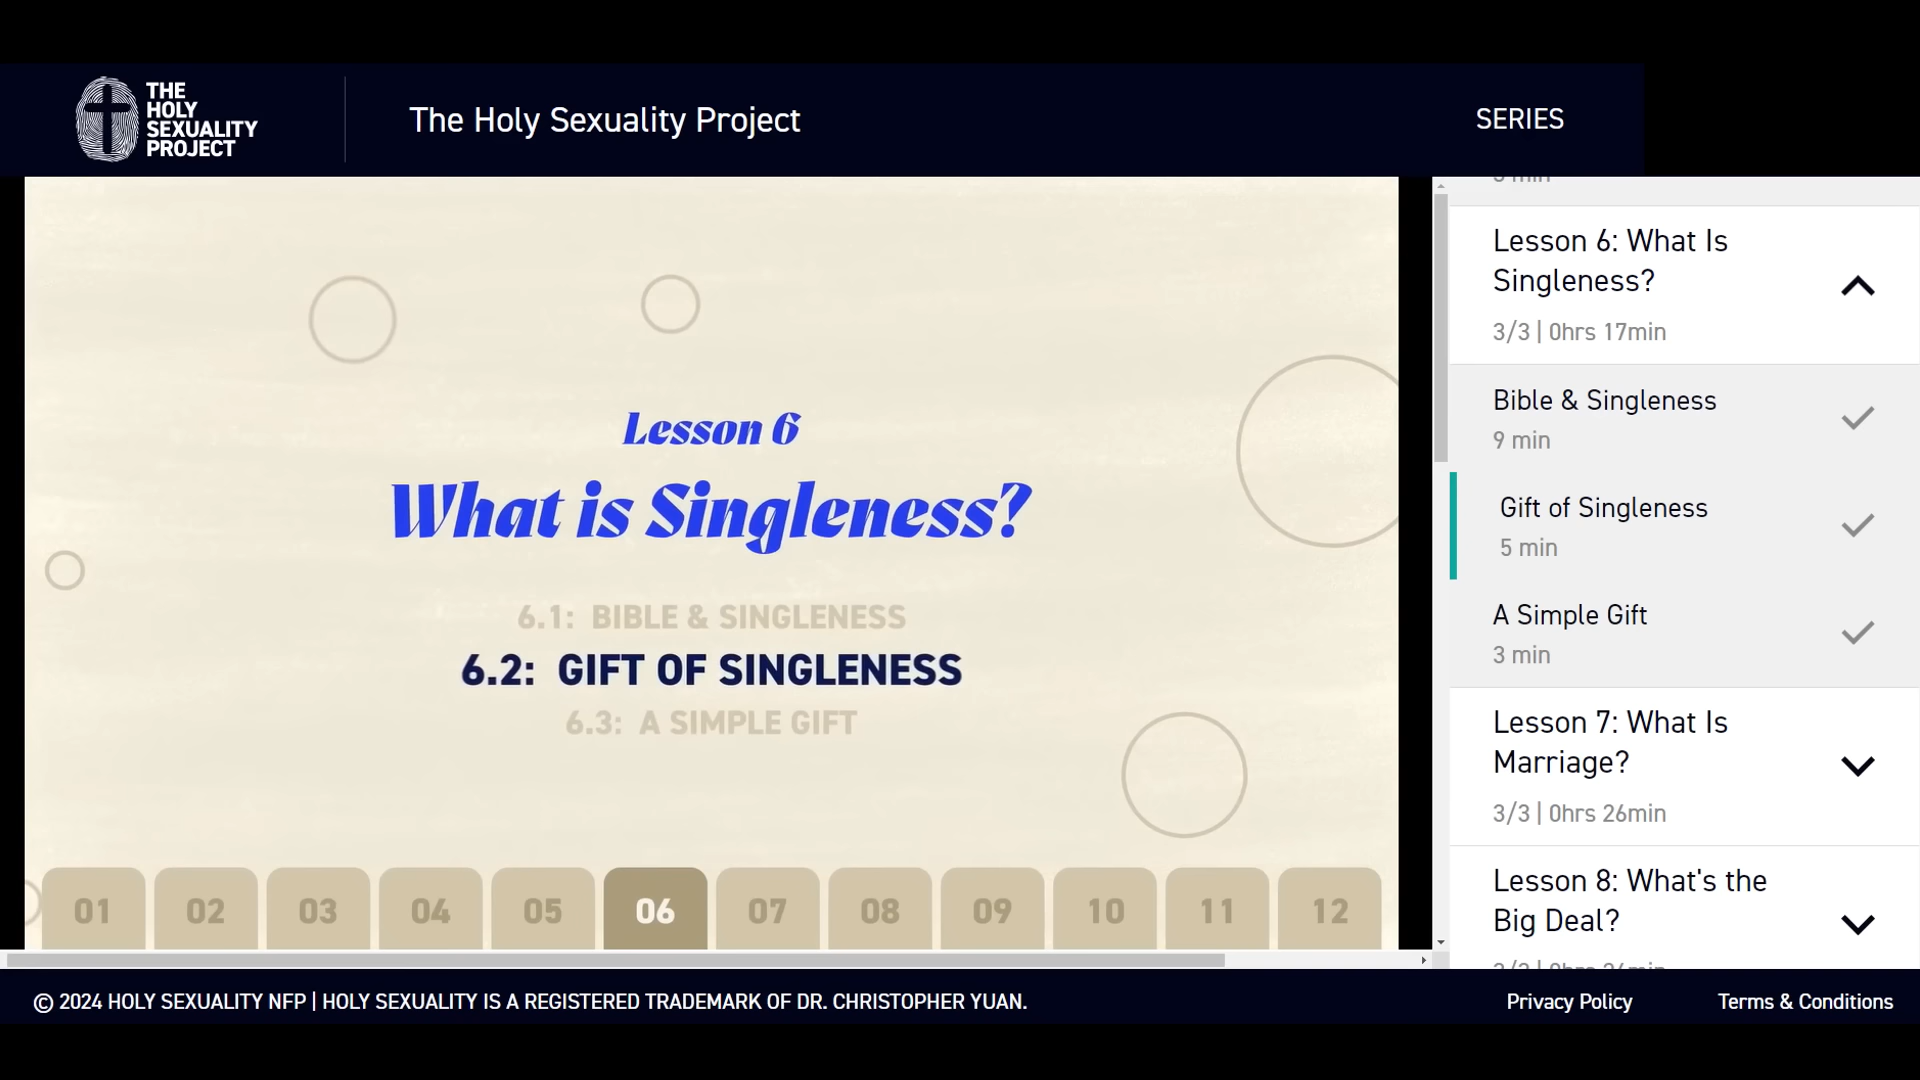 THE
HOLY
SEXUALITY
PROJECT
The Holy Sexuality Project
SERIES
Lesson 6
What is Singleness?
6.1: BIBLE & SINGLENESS
6.2: GIFT OF SINGLENESS
6.3: A SIMPLE GIFT
01 02 03 04 05 06 07 08 09 10 11 12
Lesson 6: What Is
Singleness?
3/3 | 0hrs 17min
Bible & Singleness
9 min
Gift of Singleness
5 min
A Simple Gift
3 min
Lesson 7: What Is
Marriage?
3/3 | 0hrs 26min
Lesson 8: What's the
Big Deal?
© 2024 HOLY SEXUALITY NFP | HOLY SEXUALITY IS A REGISTERED TRADEMARK OF DR. CHRISTOPHER YUAN.
Privacy Policy
Terms & Conditions